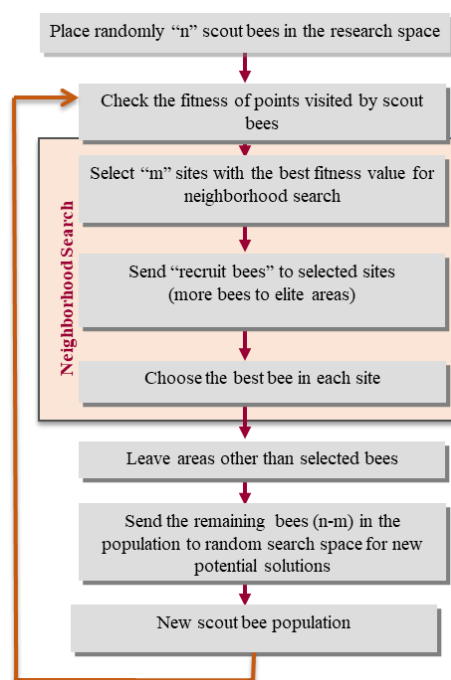 Place randomly “n” scout bees in the research space
Check the fitness of points visited by scout
bees
Neighborhood Search
Select “m” sites with the best fitness value for
neighborhood search
Send “recruit bees” to selected sites
(more bees to elite areas)
Choose the best bee in each site
Leave areas other than selected bees
Send the remaining bees (n-m) in the
population to random search space for new
potential solutions
New scout bee population